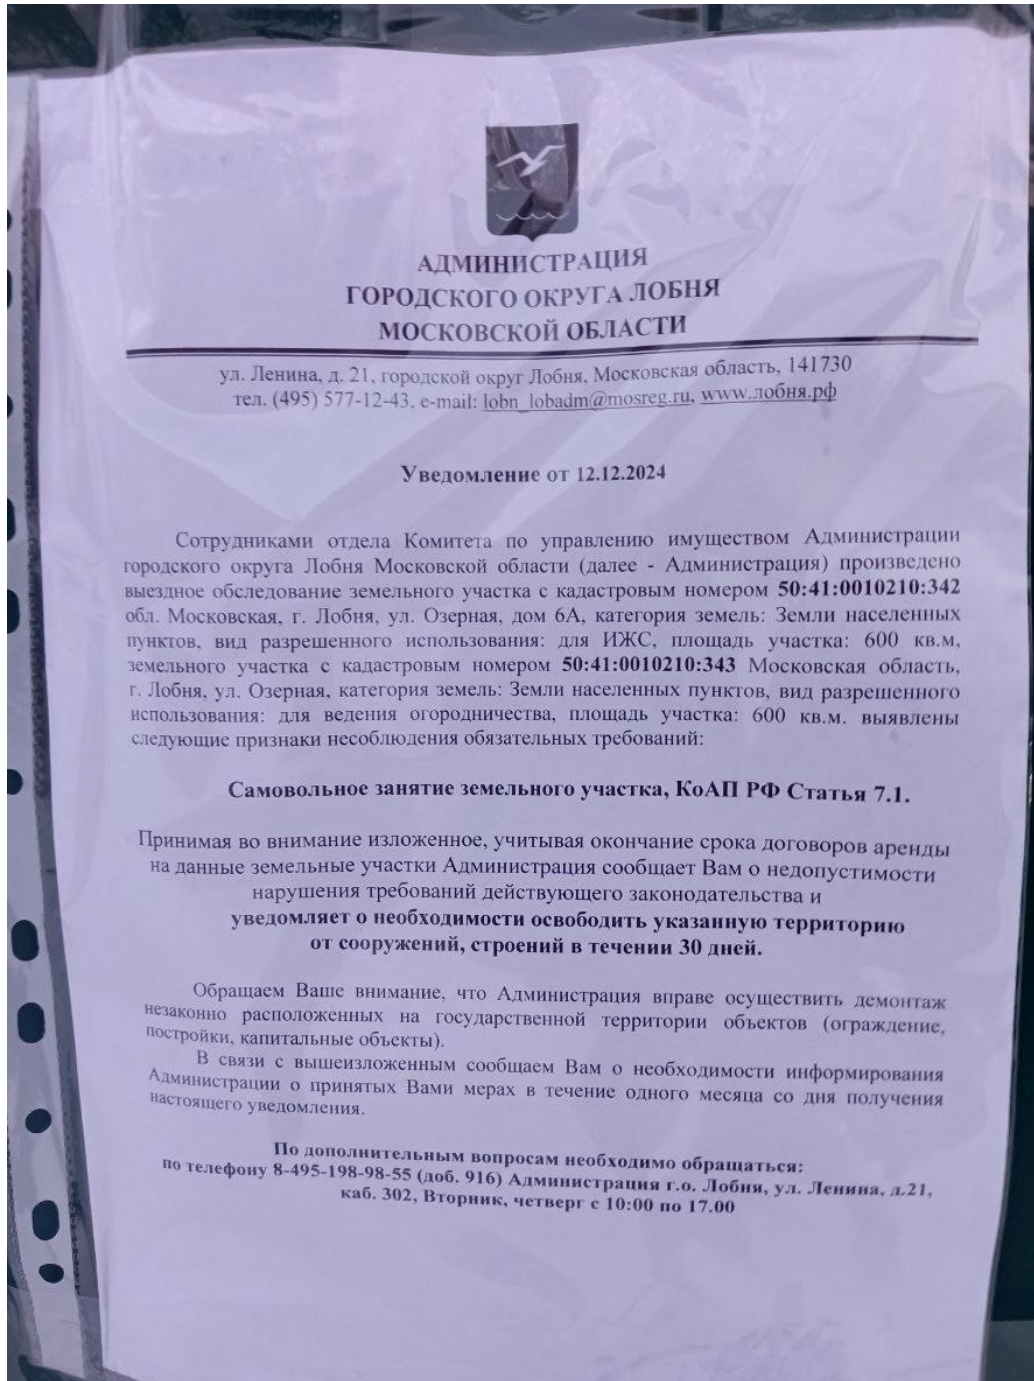 АДМИНИСТРАЦИЯ
ГОРОДСКОГО ОКРУГА ЛОБНЯ
МОСКОВСКОЙ ОБЛАСТИ
ул. Ленина, д. 21, городской округ Лобня, Московская область, 141730
тел. (495) 577-12-43, e-mail: lobn_lobadm@mosreg.ru, www.лобня.рф
Уведомление от 12.12.2024
Сотрудниками отдела Комитета по управлению имуществом Администрации
городского округа Лобня Московской области (далее - Администрация) произведено
выездное обследование земельного участка с кадастровым номером 50:41:0010210:342
обл. Московская, г. Лобня, ул. Озерная, дом 6А, категория земель: Земли населенных
пунктов, вид разрешенного использования: для ИЖС, площадь участка: 600 кв.м,
земельного участка с кадастровым номером 50:41:0010210:343 Московская область,
г. Лобня, ул. Озерная, категория земель: Земли населенных пунктов, вид разрешенного
использования: для ведения огородничества, площадь участка: 600 кв.м. выявлены
следующие признаки несоблюдения обязательных требований:
Самовольное занятие земельного участка, КоАП РФ Статья 7.1.
Принимая во внимание изложенное, учитывая окончание срока договоров аренды
на данные земельные участки Администрация сообщает Вам о недопустимости
нарушения требований действующего законодательства и
уведомляет о необходимости освободить указанную территорию
от сооружений, строений в течении 30 дней.
Обращаем Ваше внимание, что Администрация вправе осуществить демонтаж
незаконно расположенных на государственной территории объектов (ограждение,
постройки, капитальные объекты).
В связи с вышеизложенным сообщаем Вам о необходимости информирования
Администрации о принятых Вами мерах в течение одного месяца со дня получения
настоящего уведомления.
По дополнительным вопросам необходимо обращаться:
по телефону 8-495-198-98-55 (доб. 916) Администрация г.о. Лобня, ул. Ленина, д.21,
каб. 302, Вторник, четверг с 10:00 по 17.00